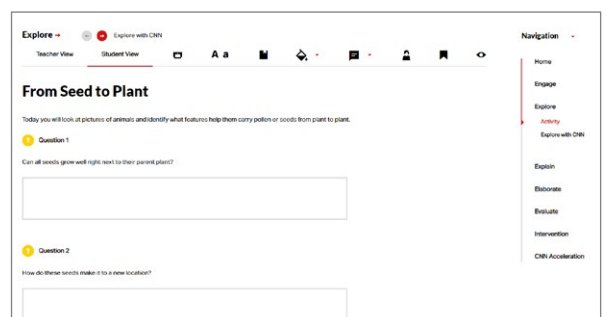 Explore → Explore with CNN
Teacher View Student View A a
From Seed to Plant
Today you will look at pictures of animals and identify what features help them carry pollen or seeds from plant to plant.
? Question 1
Can all seeds grow well right next to their parent plant?
? Question 2
How do these seeds make it to a new location?
Navigation -
Home
Engage
Explore
Activity
Explore with CNN
Explain
Elaborate
Evaluate
Intervention
CNN Acceleration